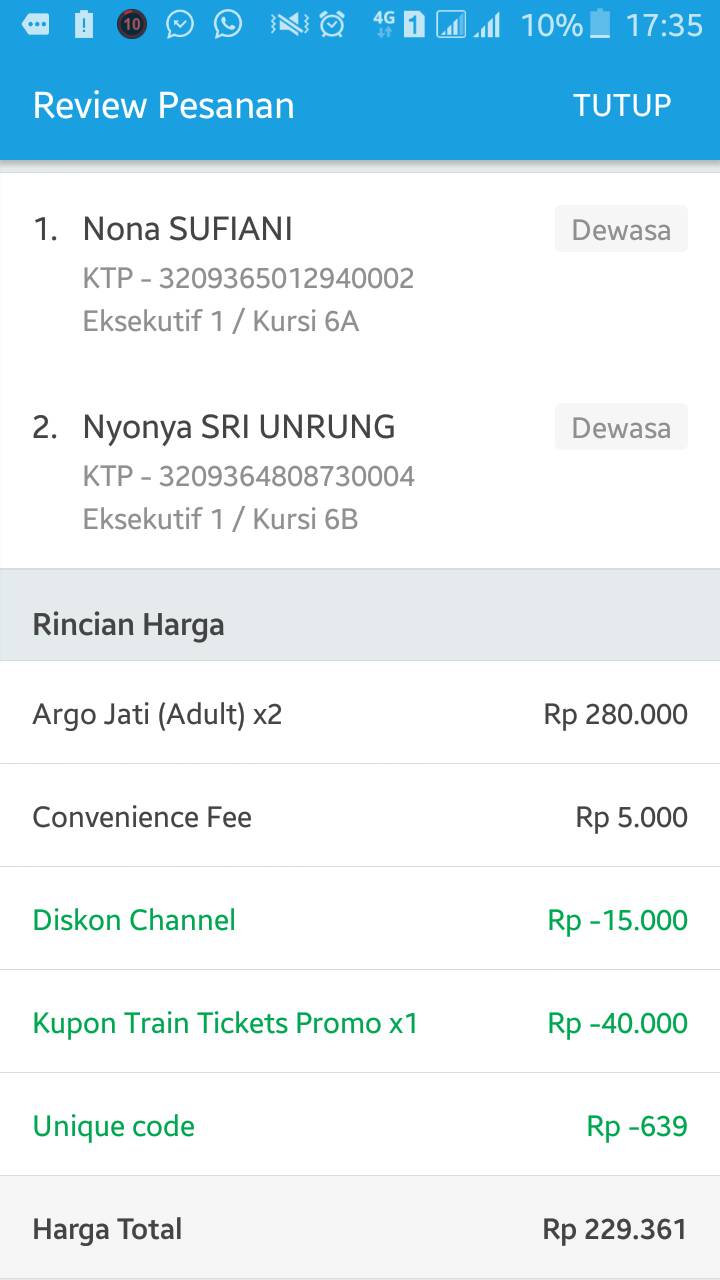 10 4G 1 10% 17:35
Review Pesanan TUTUP
1. Nona SUFIANI Dewasa
KTP - 3209365012940002
Eksekutif 1 / Kursi 6A
2. Nyonya SRI UNRUNG Dewasa
KTP - 3209364808730004
Eksekutif 1 / Kursi 6B
Rincian Harga
Argo Jati (Adult) x2 Rp 280.000
Convenience Fee Rp 5.000
Diskon Channel Rp -15.000
Kupon Train Tickets Promo x1 Rp -40.000
Unique code Rp -639
Harga Total Rp 229.361